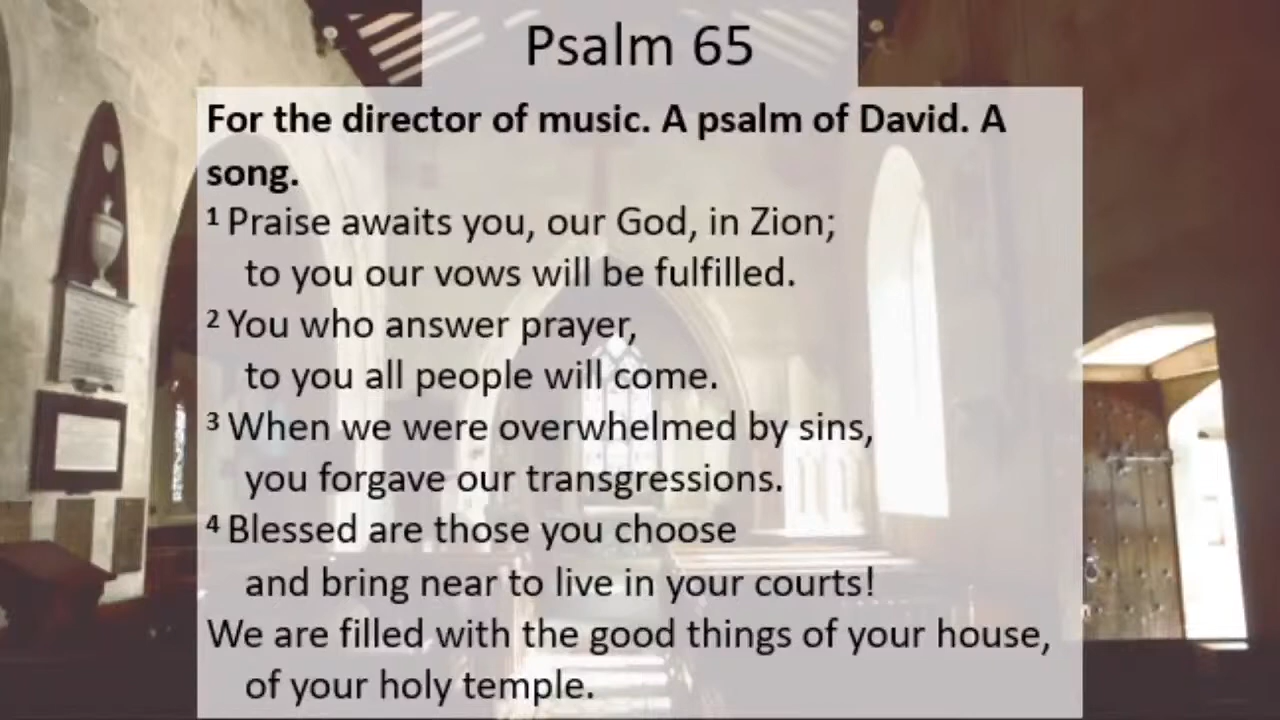 Psalm 65
For the director of music. A psalm of David. A
song.
¹ Praise awaits you, our God, in Zion;
to you our vows will be fulfilled.
² You who answer prayer,
to you all people will come.
³ When we were overwhelmed by sins,
you forgave our transgressions.
⁴ Blessed are those you choose
and bring near to live in your courts!
We are filled with the good things of your house,
of your holy temple.